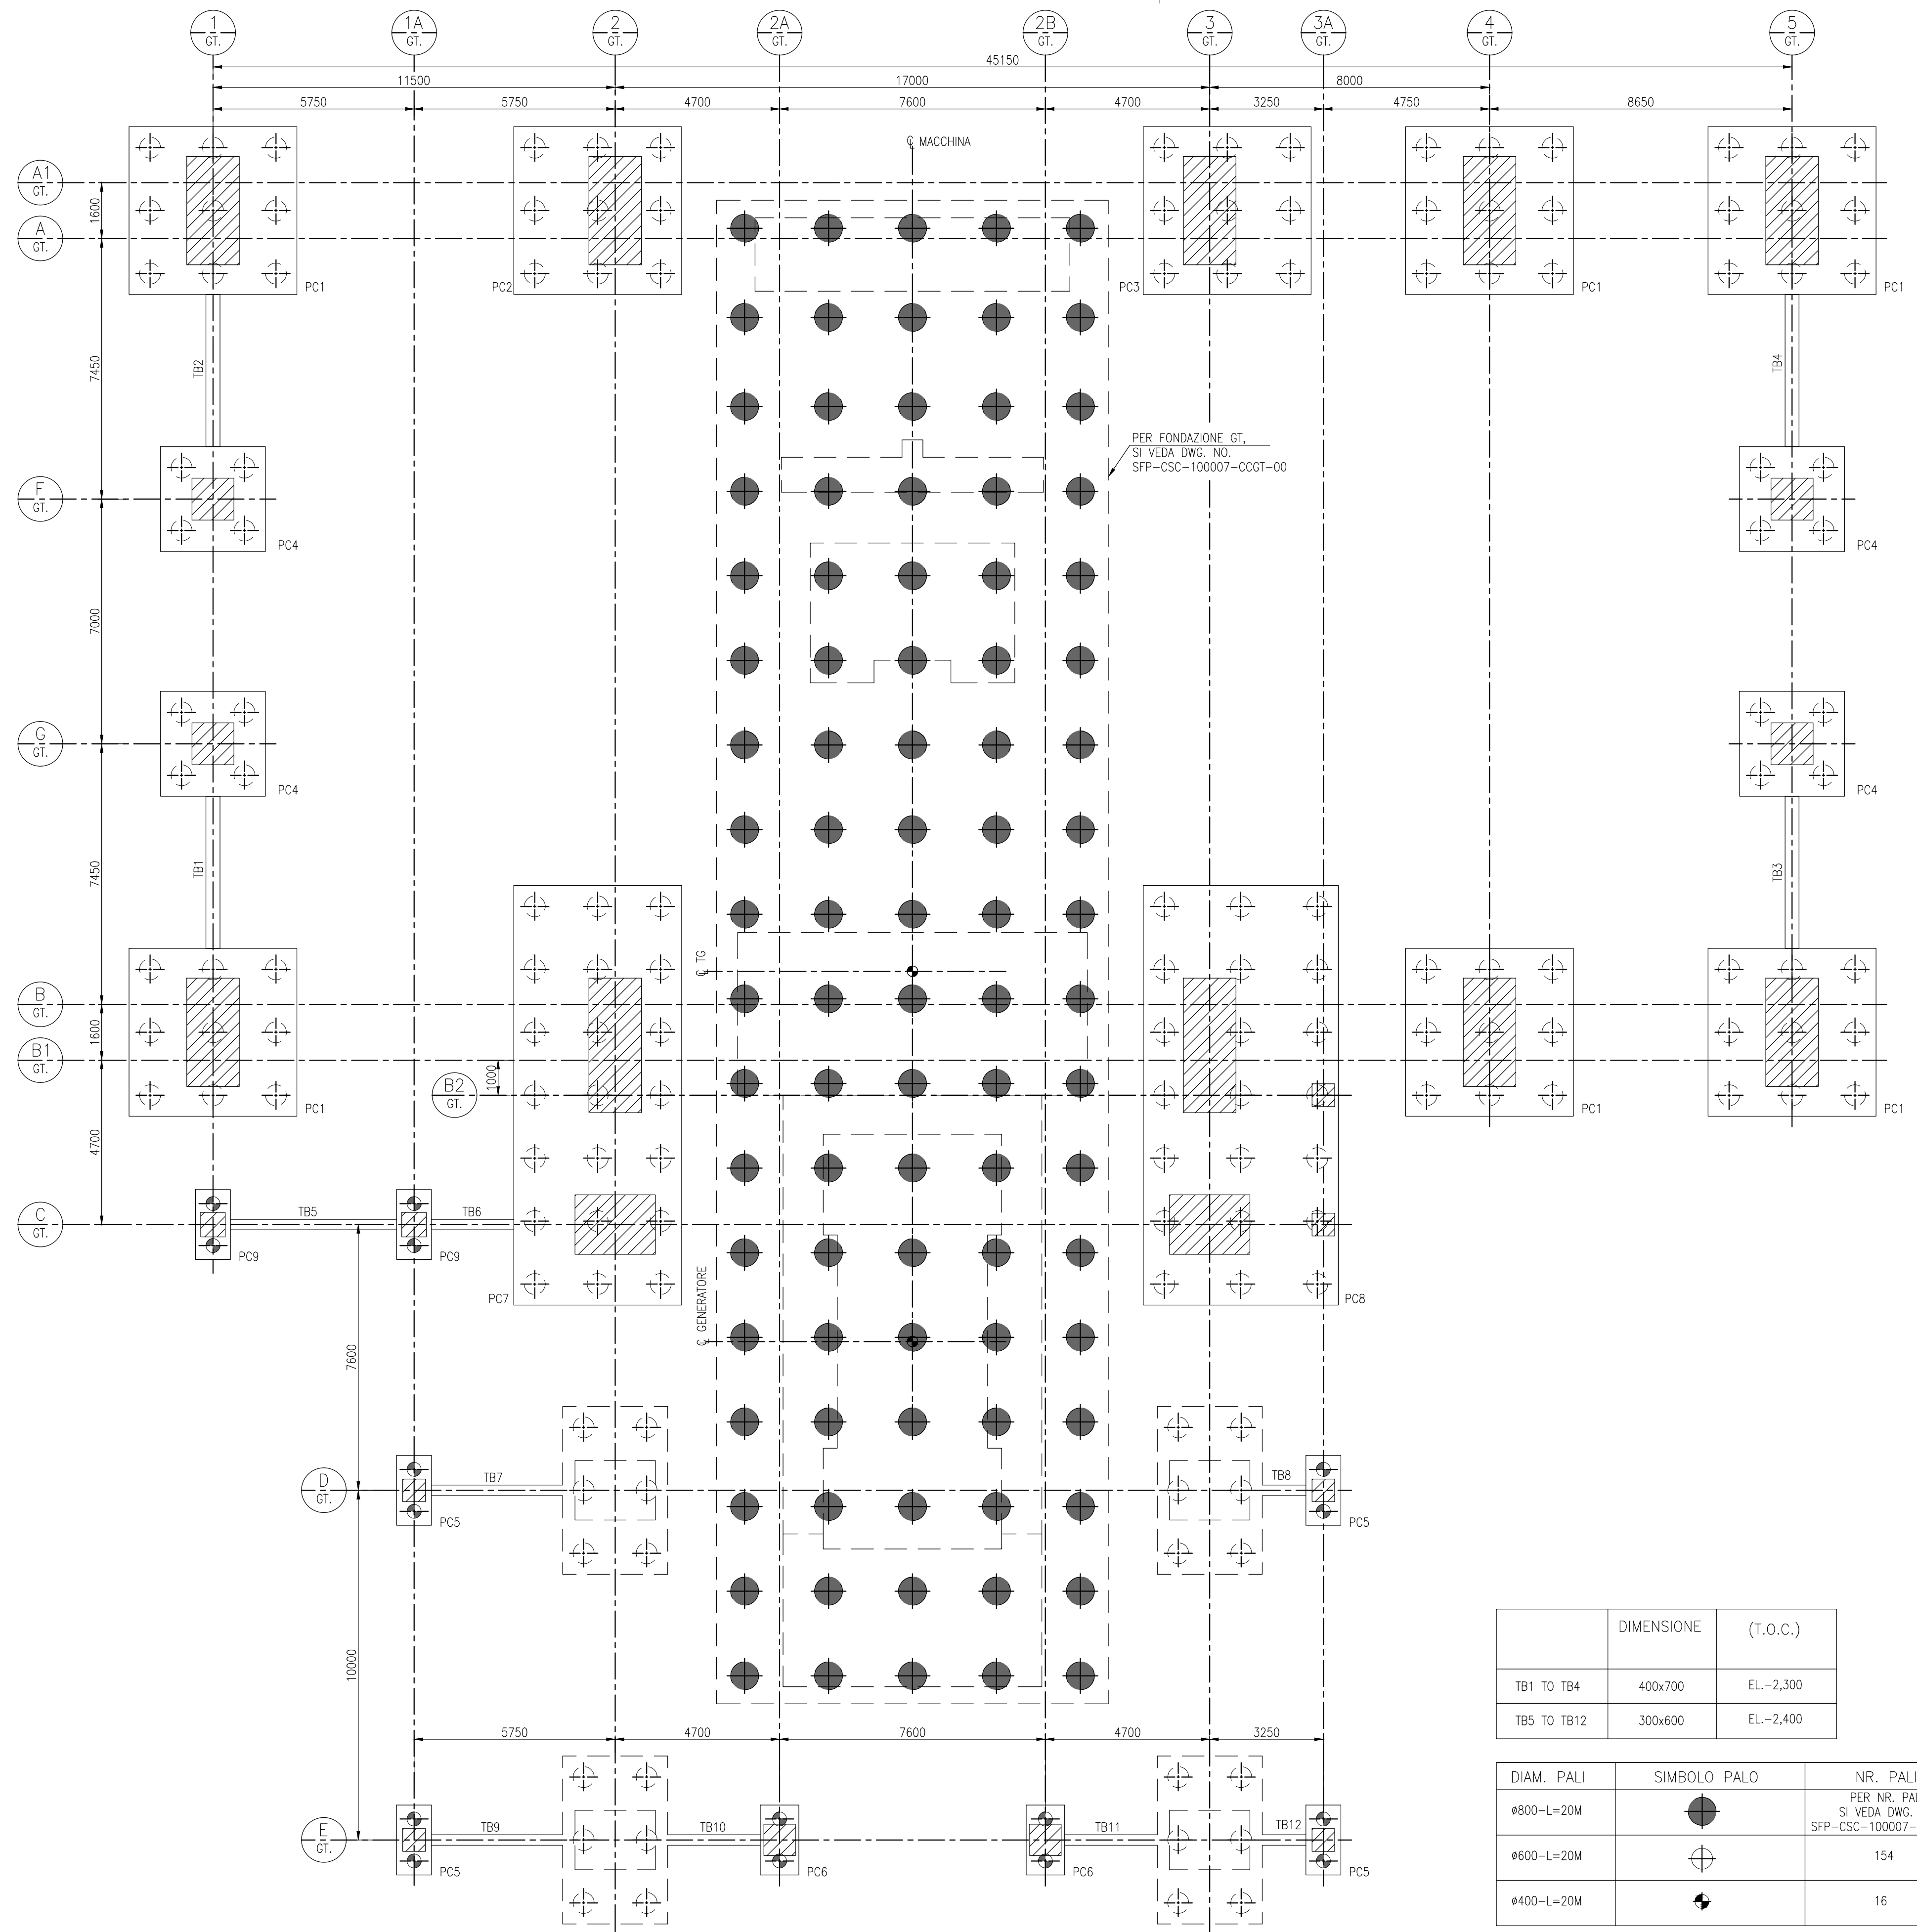 1 GT.
1A GT.
2 GT.
2A GT.
2B GT.
3 GT.
3A GT.
4 GT.
5 GT.
45150
11500 17000 8000
5750 5750 4700 7600 4700 3250 4750 8650
℄ MACCHINA
A1 GT.
1600
A GT.
PC1 PC2 PC3 PC1 PC1
7450
TB2
TB4
PER FONDAZIONE GT,
SI VEDA DWG. NO.
SFP-CSC-100007-CCGT-00
F GT.
PC4 PC4
7000
G GT.
PC4 PC4
7450
TB1
TB3
℄ TG
B GT.
1600
B1 GT.
1000
B2 GT.
PC1 PC1 PC1
4700
C GT.
TB5 TB6
PC9 PC9 PC7 PC8
℄ GENERATORE
7600
D GT.
TB7 TB8
PC5 PC5
10000
5750 4700 7600 4700 3250
E GT.
TB9 TB10 TB11 TB12
PC5 PC6 PC6 PC5
DIMENSIONE (T.O.C.)
TB1 TO TB4 400x700 EL.-2,300
TB5 TO TB12 300x600 EL.-2,400
DIAM. PALI SIMBOLO PALO NR. PALI
ø800-L=20M
PER NR. PAL
SI VEDA DWG.
SFP-CSC-100007-
ø600-L=20M 154
ø400-L=20M 16